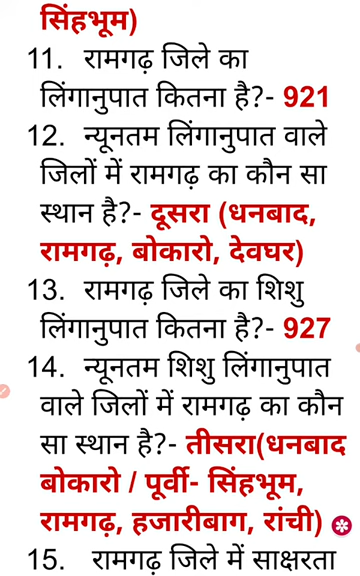 सिंहभूम)
11. रामगढ़ जिले का
लिंगानुपात कितना है?- 921
12. न्यूनतम लिंगानुपात वाले
जिलों में रामगढ़ का कौन सा
स्थान है?- दूसरा (धनबाद,
रामगढ़, बोकारो, देवघर)
13. रामगढ़ जिले का शिशु
लिंगानुपात कितना है?- 927
14. न्यूनतम शिशु लिंगानुपात
वाले जिलों में रामगढ़ का कौन
सा स्थान है?- तीसरा(धनबाद
बोकारो / पूर्वी- सिंहभूम,
रामगढ़, हजारीबाग, रांची)
15. रामगढ़ जिले में साक्षरता